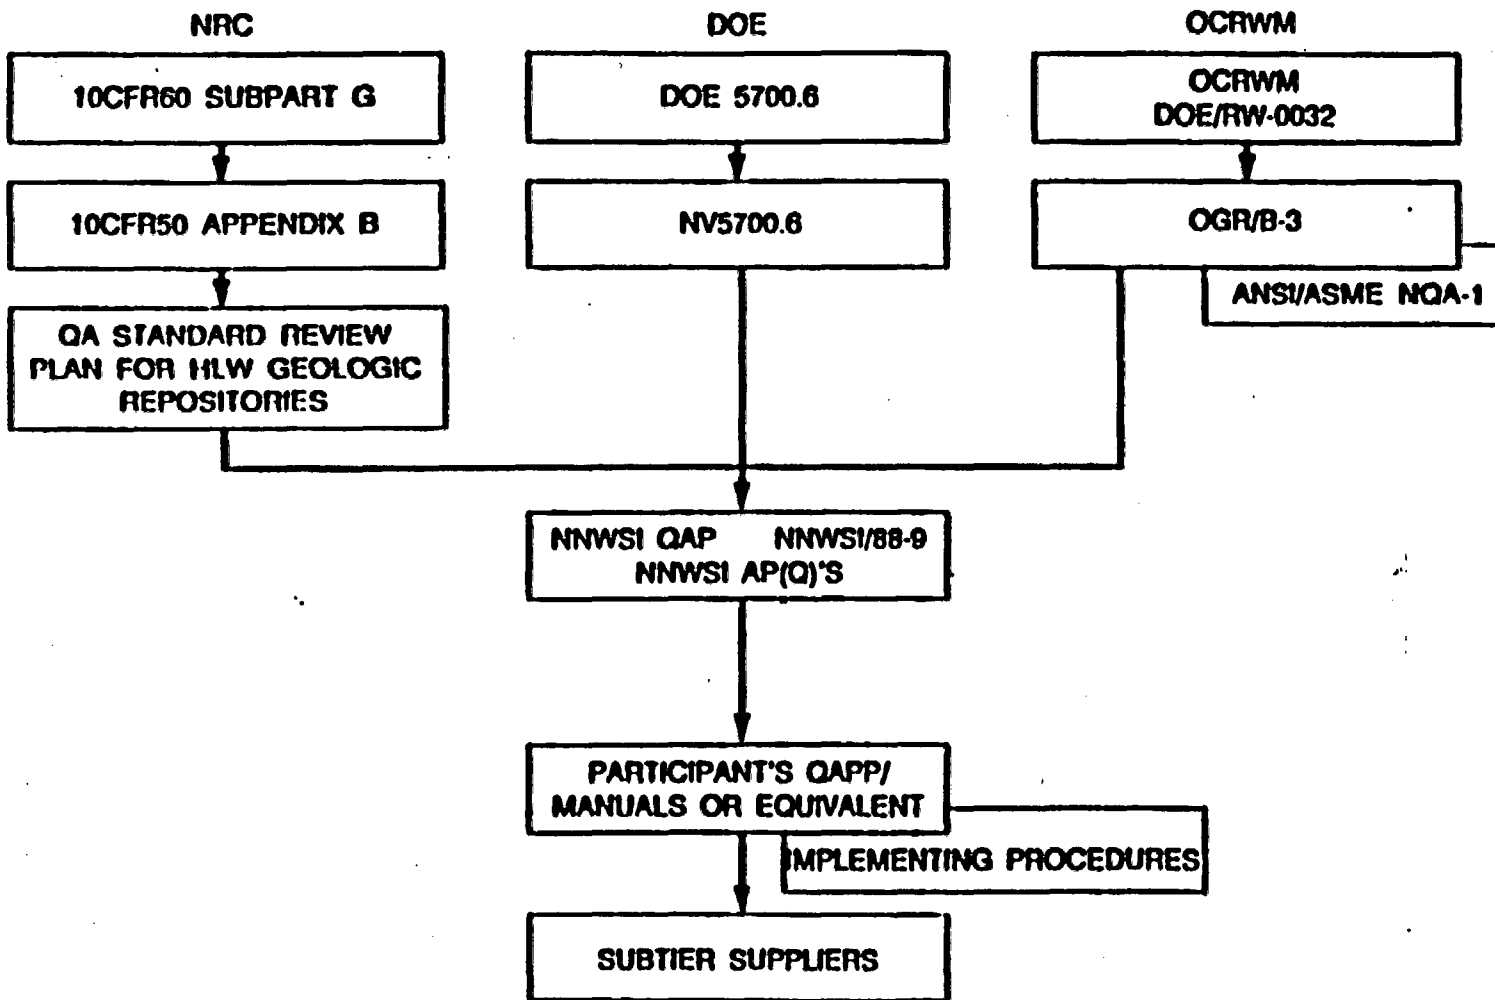 NRC
DOE
OCRWM
10CFR60 SUBPART G
DOE 5700.6
OCRWM
DOE/RW-0032
10CFR50 APPENDIX B
NV5700.6
OGR/B-3
ANSI/ASME NQA-1
QA STANDARD REVIEW
PLAN FOR HLW GEOLOGIC
REPOSITORIES
NNWSI QAP NNWSI/88-9
NNWSI AP(Q)'S
PARTICIPANT'S QAPP/
MANUALS OR EQUIVALENT
IMPLEMENTING PROCEDURES
SUBTIER SUPPLIERS